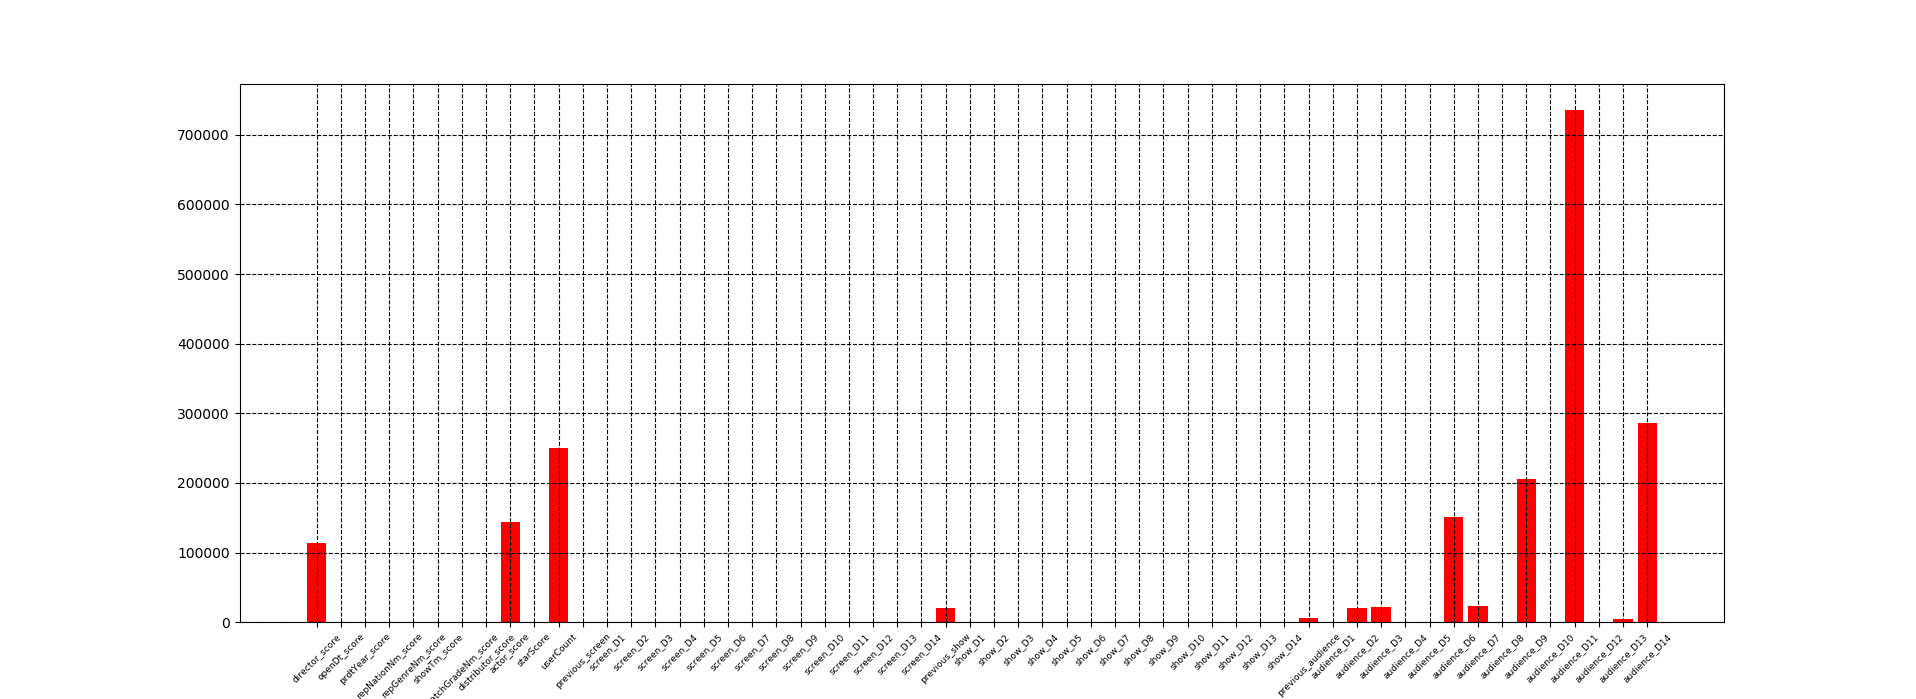 700000
600000
500000
400000
300000
200000
100000
0
director_score
openDt_score
prdtYear_score
repNationNm_score
repGenreNm_score
showTm_score
distributor_score
actor_score
starScore
userCount
previous_screen
screen_D1
screen_D2
screen_D3
screen_D4
screen_D5
screen_D6
screen_D7
screen_D8
screen_D9
screen_D10
screen_D11
screen_D12
screen_D13
screen_D14
previous_show
show_D1
show_D2
show_D3
show_D4
show_D5
show_D6
show_D7
show_D8
show_D9
show_D10
show_D11
show_D12
show_D13
show_D14
previous_audience
audience_D1
audience_D2
audience_D3
audience_D4
audience_D5
audience_D6
audience_D7
audience_D8
audience_D9
audience_D10
audience_D11
audience_D12
audience_D13
audience_D14